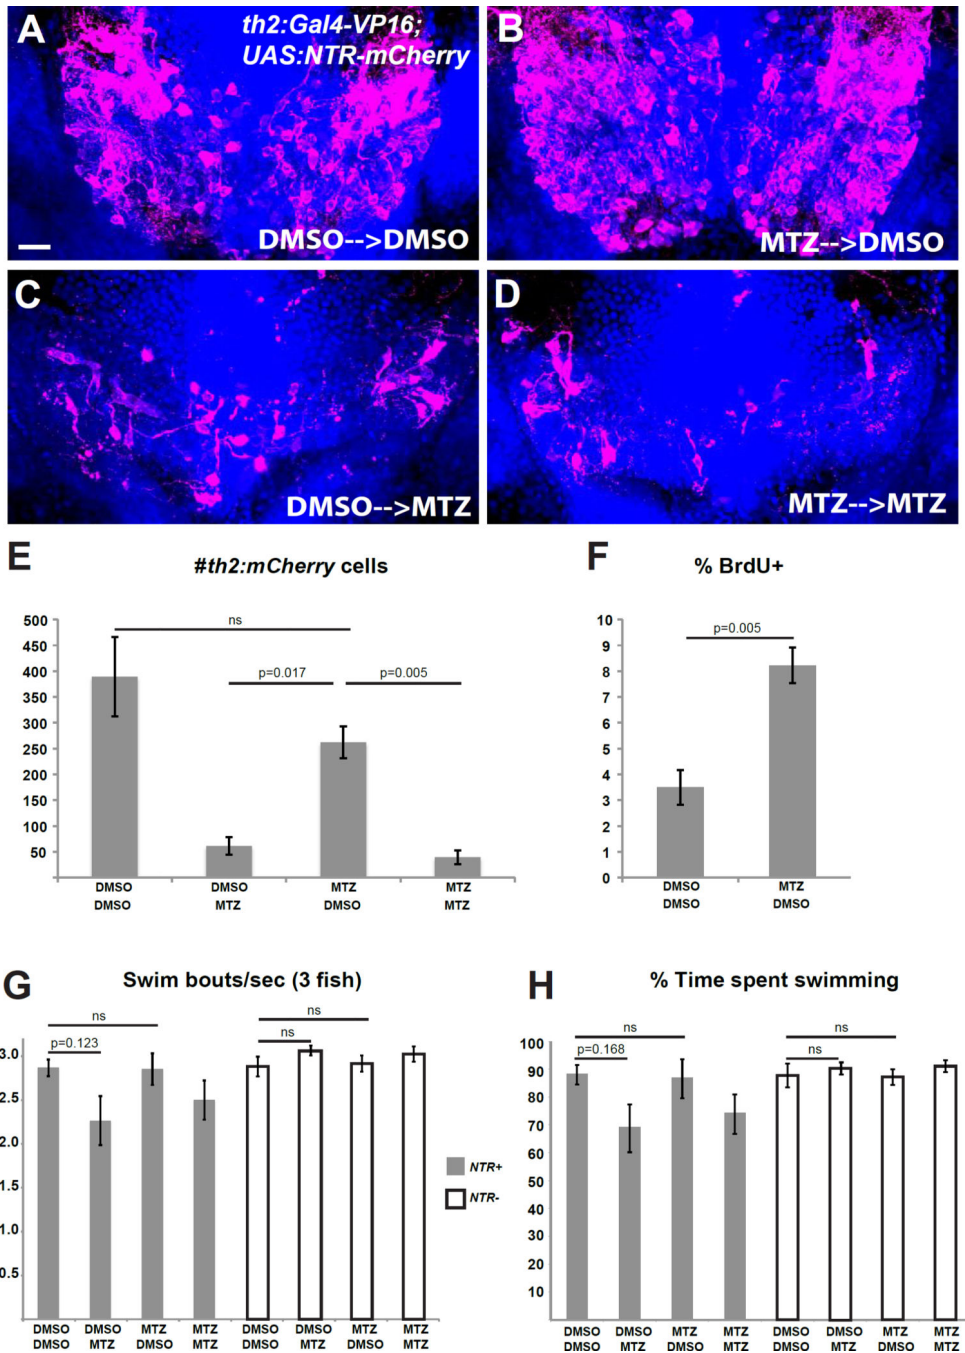 A
th2:Gal4-VP16;
UAS:NTR-mCherry
DMSO-->DMSO
B
MTZ-->DMSO
C
DMSO-->MTZ
D
MTZ-->MTZ
E
#th2:mCherry cells
500
450
400
350
300
250
200
150
100
50
ns
p=0.017
p=0.005
DMSO DMSO MTZ MTZ
DMSO MTZ DMSO MTZ
F
% BrdU+
10
9
8
7
6
5
4
3
2
1
0
p=0.005
DMSO MTZ
DMSO DMSO
G
Swim bouts/sec (3 fish)
3.0
2.5
2.0
1.5
1.0
0.5
ns
p=0.123
ns
ns
DMSO DMSO MTZ MTZ DMSO DMSO MTZ MTZ
DMSO MTZ DMSO MTZ DMSO MTZ DMSO MTZ
NTR+
NTR-
H
% Time spent swimming
100
90
80
70
60
50
40
30
20
10
ns
p=0.168
ns
ns
DMSO DMSO MTZ MTZ DMSO DMSO MTZ MTZ
DMSO MTZ DMSO MTZ DMSO MTZ DMSO MTZ